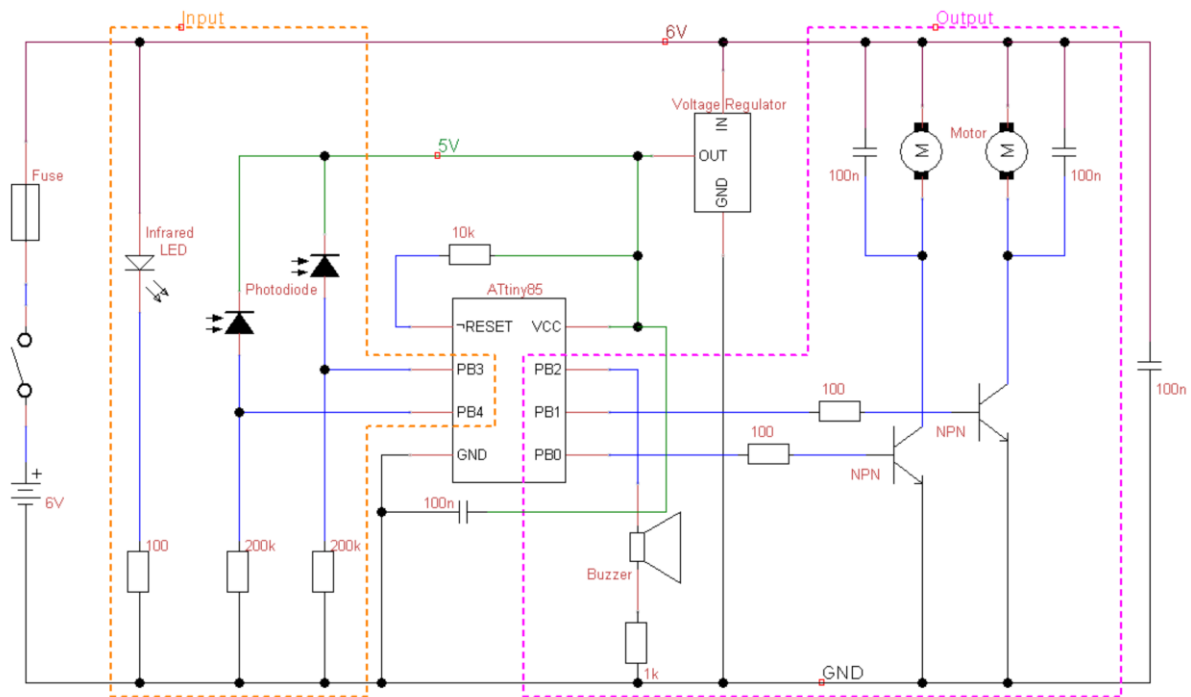 Input
Output
6V
Voltage Regulator
IN
OUT
GND
5V
Motor
M
M
100n
100n
Fuse
Infrared
LED
10k
Photodiode
ATtiny85
¬RESET
VCC
PB3
PB2
PB4
PB1
GND
PB0
100
100
NPN
NPN
100n
+
6V
100n
100
200k
200k
Buzzer
1k
GND